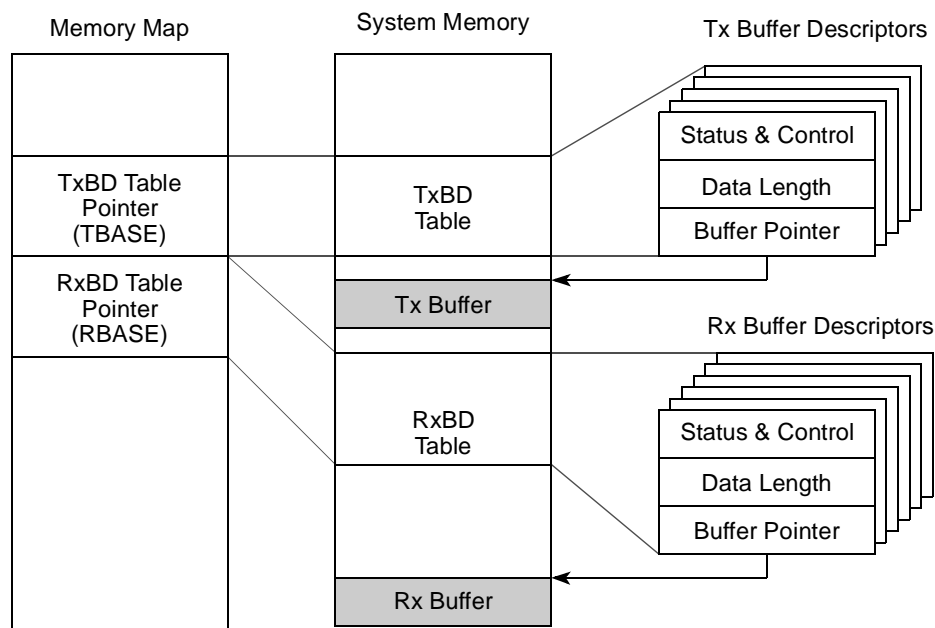 Memory Map
System Memory
Tx Buffer Descriptors
TxBD Table
Pointer
(TBASE)
RxBD Table
Pointer
(RBASE)
TxBD
Table
Tx Buffer
RxBD
Table
Rx Buffer
Status & Control
Data Length
Buffer Pointer
Rx Buffer Descriptors
Status & Control
Data Length
Buffer Pointer